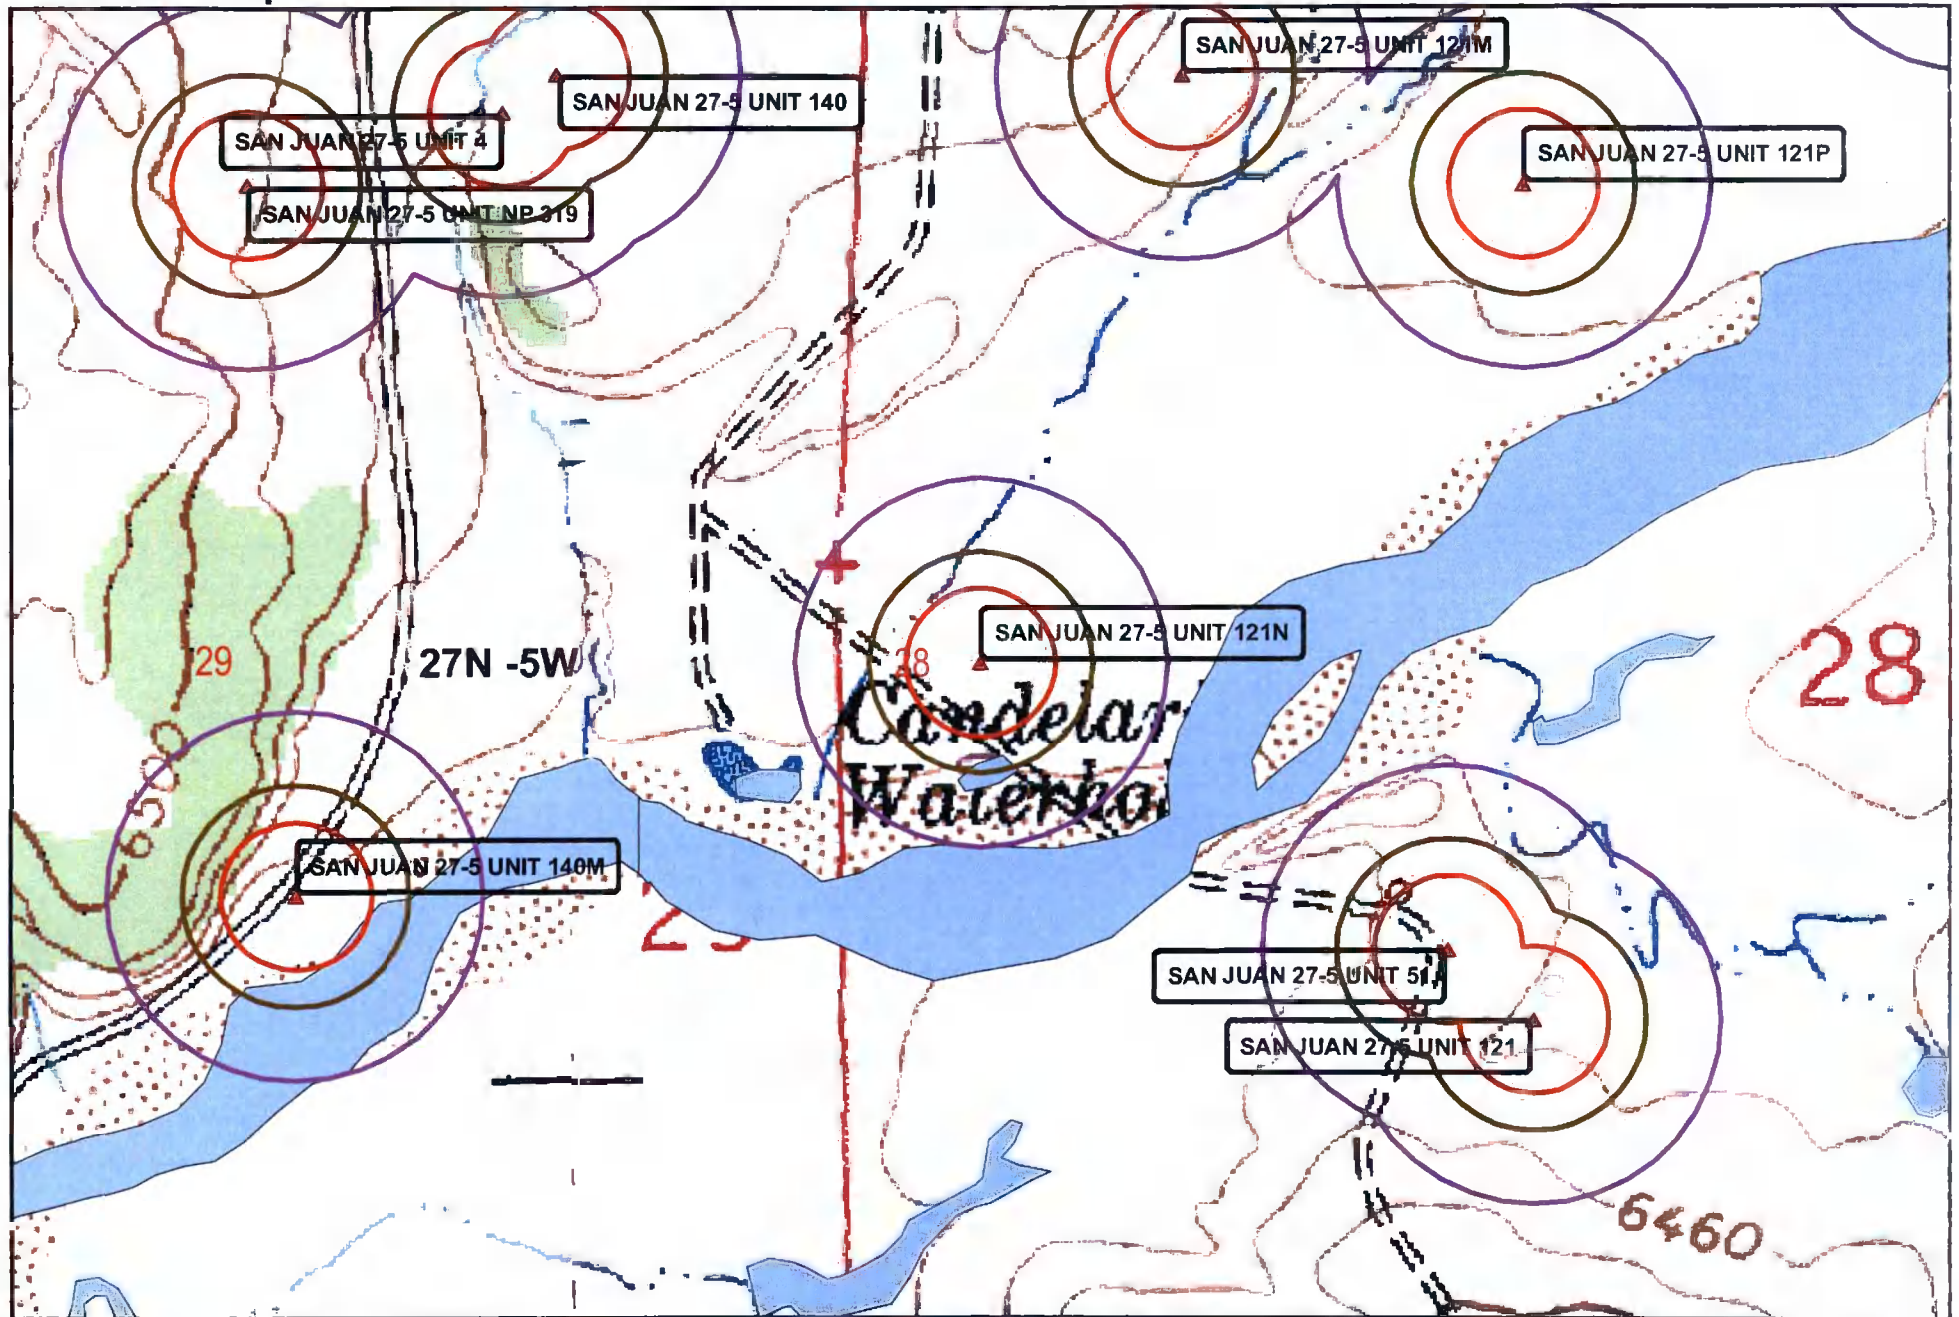 SAN JUAN 27-5 UNIT 121M
SAN JUAN 27-5 UNIT 140
SAN JUAN 27-5 UNIT 4
SAN JUAN 27-5 UNIT 121P
SAN JUAN 27-5 UNIT NP 319
SAN JUAN 27-5 UNIT 121N
29
27N -5W
28
28
Candelar
Waterho
SAN JUAN 27-5 UNIT 140M
SAN JUAN 27-5 UNIT 51
SAN JUAN 27-5 UNIT 121
6460